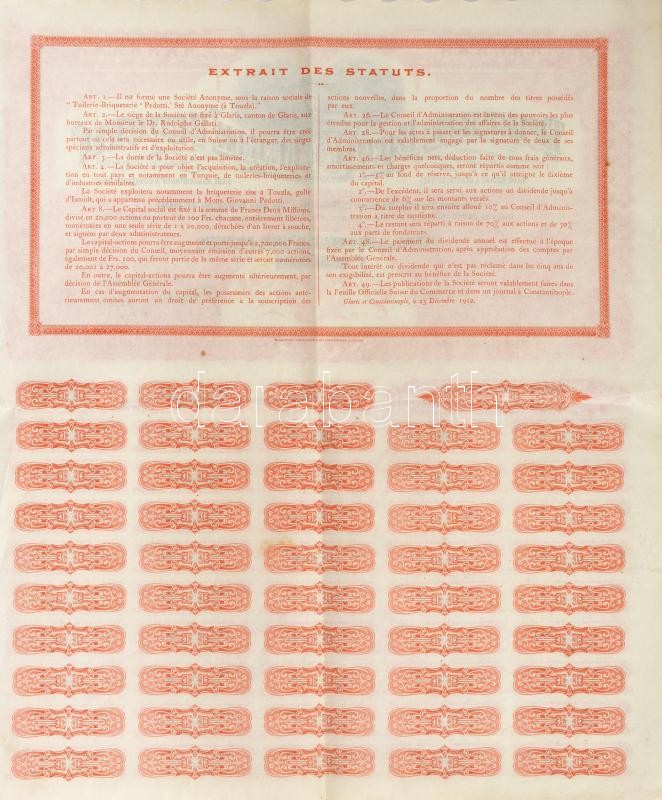 EXTRAIT DES STATUTS.
ART. 1.—Il est formé une Société Anonyme, sous la raison sociale de
"Tuilerie-Briqueterie 'Pedotti,' Sté Anonyme (à Touzla)."
ART. 2.—Le siège de la Société est fixé à Glaris, canton de Glaris, aux
bureaux de Monsieur le Dr. Rodolphe Gallati.
Par simple décision du Conseil d'Administration, il pourra être créé
partout où cela sera nécessaire ou utile, en Suisse ou à l'étranger, des sièges
spéciaux administratifs et d'exploitation.
ART. 3.—La durée de la Société n'est pas limitée.
ART. 4.—La Société a pour objet l'acquisition, la création, l'exploita-
tion en tout pays et notamment en Turquie, de tuileries-briqueteries et
d'industries similaires.
La Société exploitera notamment la briqueterie sise à Touzla, golfe
d'Ismidt, qui a appartenu précédemment à Mons. Giovanni Pedotti.
ART 8.—Le Capital social est fixé à la somme de Francs Deux Millions,
divisé en 20,000 actions au porteur de 100 Frs. chacune, entièrement libérées,
numérotées en une seule série de 1 à 20,000, détachées d'un livret à souche,
et signées par deux administrateurs.
Le capital-actions pourra être augmenté et porté jusqu'à 2,700,000 Francs,
par simple décision du Conseil, moyennant émission d'autres 7,000 actions,
également de Frs. 100, qui feront partie de la même série et seront numérotées
de 20,001 à 27,000.
En outre, le capital-actions pourra être augmenté ultérieurement, par
décision de l'Assemblée Générale.
En cas d'augmentation du capital, les possesseurs des actions anté-
rieurement émises auront un droit de préférence à la souscription des
actions nouvelles, dans la proportion du nombre des titres possédés
par eux.
ART. 26.—Le Conseil d'Administration est investi des pouvoirs les plus
étendus pour la gestion et l'administration des affaires de la Société.
ART. 28.—Pour les actes à passer et les signatures à donner, le Conseil
d'Administration est valablement engagé par la signature de deux de ses
membres.
ART. 46.—Les bénéfices nets, déduction faite de tous frais généraux,
amortissements et charges quelconques, seront répartis comme suit :
1°.—5% au fond de réserve, jusqu'à ce qu'il atteigne le dixième
du capital.
2°.—De l'excédent, il sera servi aux actions un dividende jusqu'à
concurrence de 6% sur les montants versés.
3°.—Du surplus il sera ensuite alloué 10% au Conseil d'Adminis-
tration à titre de tantième.
4°.—Le restant sera réparti à raison de 70% aux actions et de 30%
aux parts de fondateurs.
ART. 48.—Le paiement du dividende annuel est effectué à l'époque
fixée par le Conseil d'Administration, après approbation des comptes par
l'Assemblée Générale.
Tout intérêt ou dividende qui n'est pas réclamé dans les cinq ans de
son exigibilité, est prescrit au bénéfice de la Société.
ART. 49.—Les publications de la Société seront valablement faites dans
la Feuille Officielle Suisse du Commerce et dans un journal à Constantinople.
Glaris et Constantinople, le 23 Décembre 1912.
darabanth